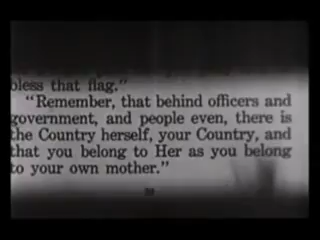 bless that flag."
"Remember, that behind officers and
government, and people even, there is
the Country herself, your Country, and
that you belong to Her as you belong
to your own mother."